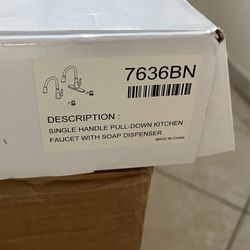 7636BN
DESCRIPTION :
SINGLE HANDLE PULL-DOWN KITCHEN
FAUCET WITH SOAP DISPENSER
MADE IN CHINA